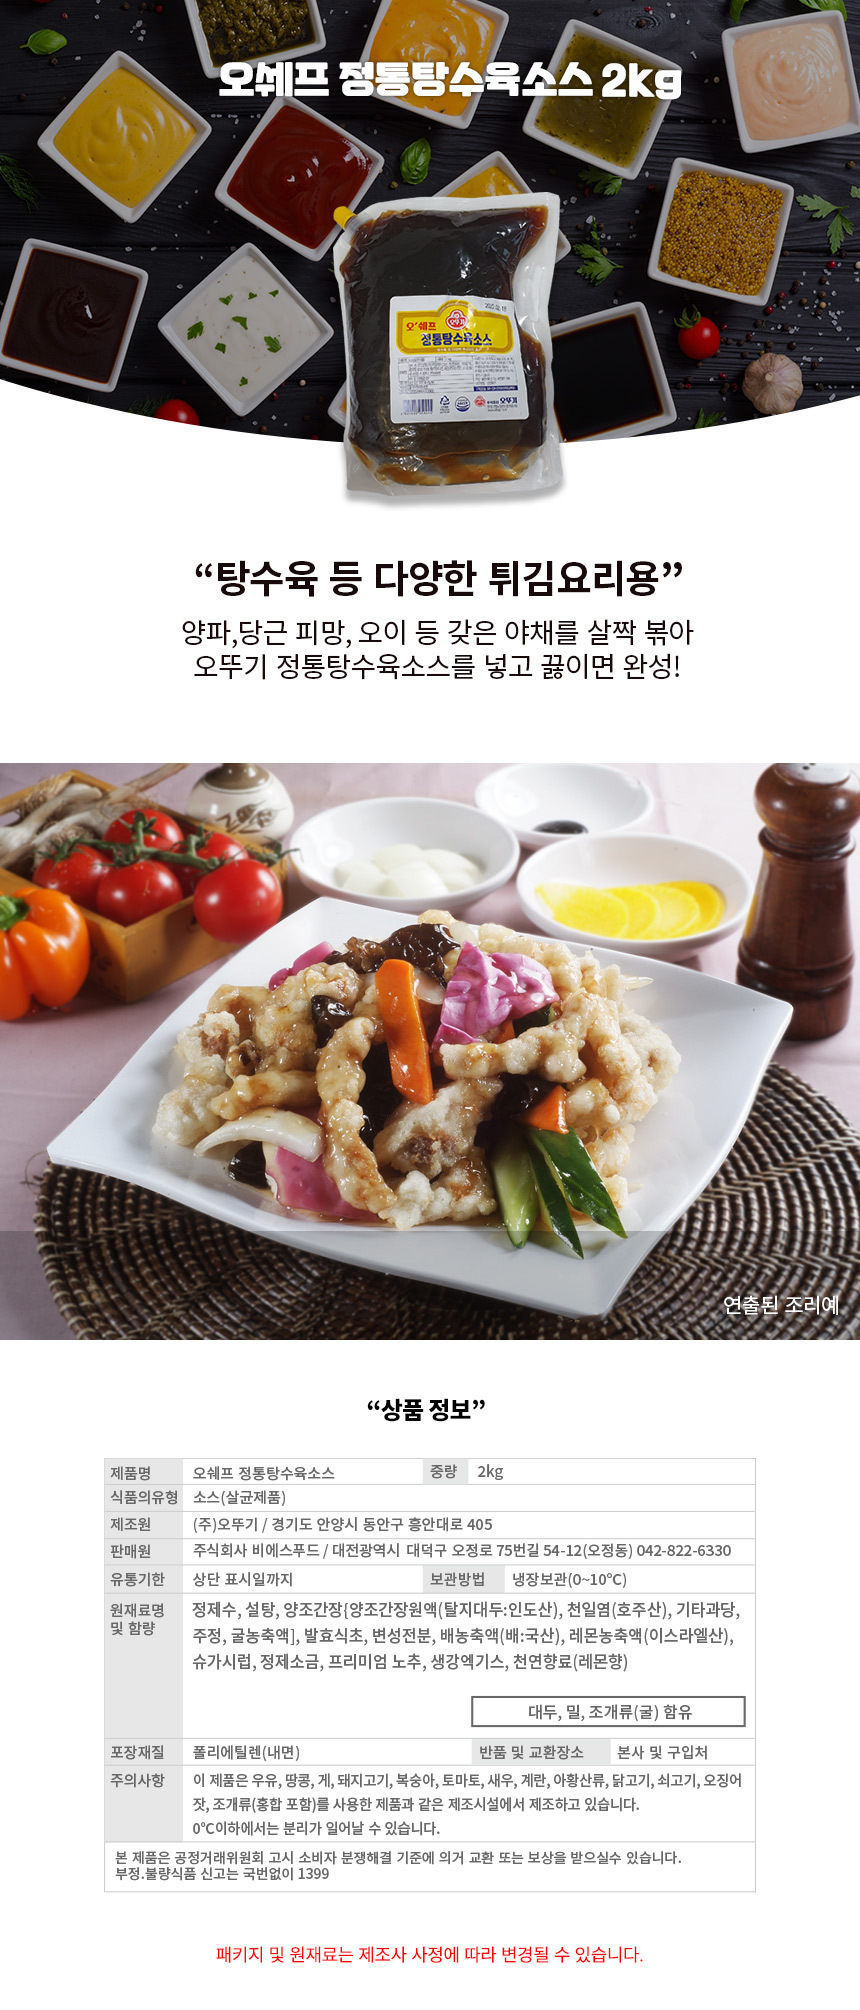 오쉐프 정통탕수육소스 2kg
오'쉐프
오뚜기
정통탕수육소스
오뚜기
“탕수육 등 다양한 튀김요리용”
양파,당근 피망, 오이 등 갖은 야채를 살짝 볶아
오뚜기 정통탕수육소스를 넣고 끓이면 완성!
연출된 조리예
“상품 정보”
제품명 오쉐프 정통탕수육소스 중량 2kg
식품의유형 소스(살균제품)
제조원 (주)오뚜기 / 경기도 안양시 동안구 흥안대로 405
판매원 주식회사 비에스푸드 / 대전광역시 대덕구 오정로 75번길 54-12(오정동) 042-822-6330
유통기한 상단 표시일까지 보관방법 냉장보관(0~10℃)
원재료명 및 함량 정제수, 설탕, 양조간장{양조간장원액(탈지대두:인도산), 천일염(호주산), 기타과당,
주정, 굴농축액], 발효식초, 변성전분, 배농축액(배:국산), 레몬농축액(이스라엘산),
슈가시럽, 정제소금, 프리미엄 노추, 생강엑기스, 천연향료(레몬향)
대두, 밀, 조개류(굴) 함유
포장재질 폴리에틸렌(내면) 반품 및 교환장소 본사 및 구입처
주의사항 이 제품은 우유, 땅콩, 게, 돼지고기, 복숭아, 토마토, 새우, 계란, 아황산류, 닭고기, 쇠고기, 오징어
잣, 조개류(홍합 포함)를 사용한 제품과 같은 제조시설에서 제조하고 있습니다.
0℃이하에서는 분리가 일어날 수 있습니다.
본 제품은 공정거래위원회 고시 소비자 분쟁해결 기준에 의거 교환 또는 보상을 받으실수 있습니다.
부정.불량식품 신고는 국번없이 1399
패키지 및 원재료는 제조사 사정에 따라 변경될 수 있습니다.